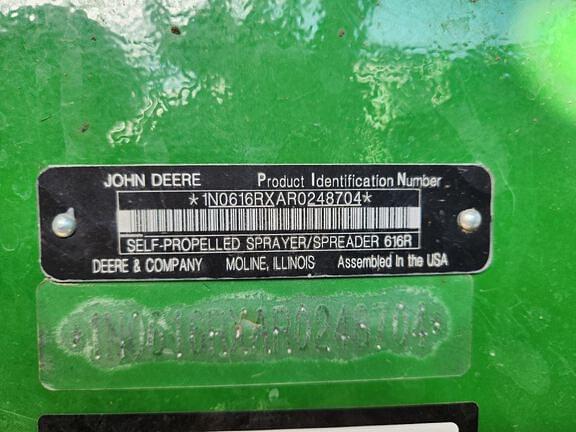 JOHN DEERE Product Identification Number
*1N0616RXAR0248704*
SELF-PROPELLED SPRAYER/SPREADER 616R
DEERE & COMPANY MOLINE, ILLINOIS Assembled in the USA
*1N0616RXAR0248704*